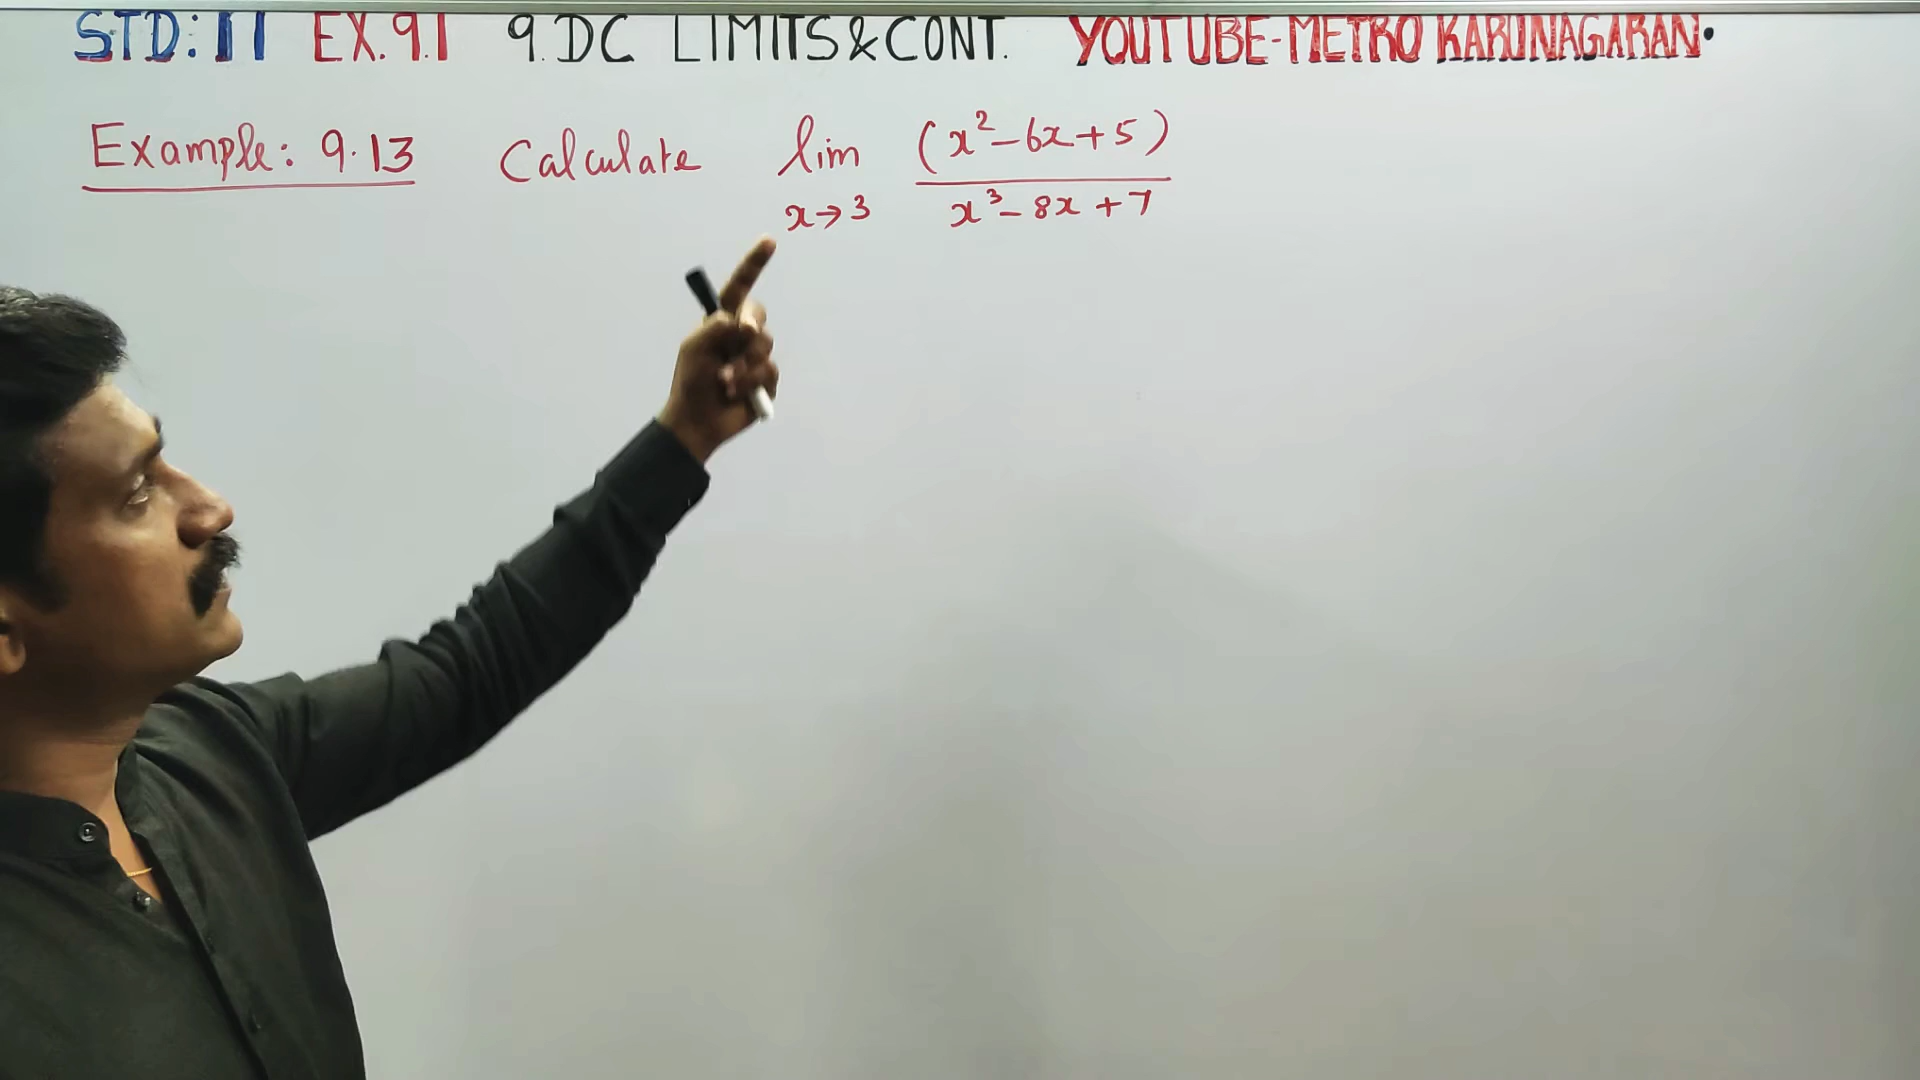 STD: 11 EX.9.1 9.DC LIMITS & CONT. YOUTUBE-METRO KARUNAGARAN.
Example: 9.13 Calculate lim (x²-6x+5)
x→3 x³-8x+7